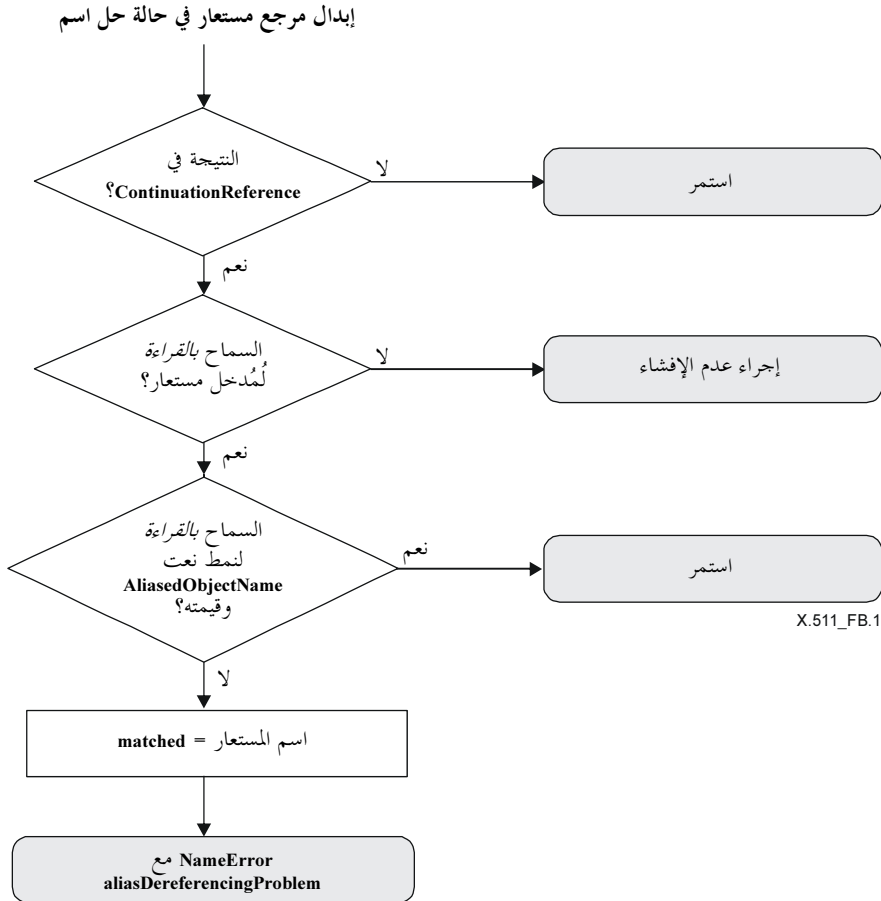 إبدال مرجع مستعار في حالة حل اسم
النتيجة في
ContinuationReference؟
لا
استمر
نعم
السماح بالقراءة
لُمُدخل مستعار؟
لا
إجراء عدم الإفشاء
نعم
السماح بالقراءة
لنمط نعت
AliasedObjectName
وقيمته؟
نعم
استمر
X.511_FB.1
لا
اسم المستعار = matched
NameError مع
aliasDereferencingProblem